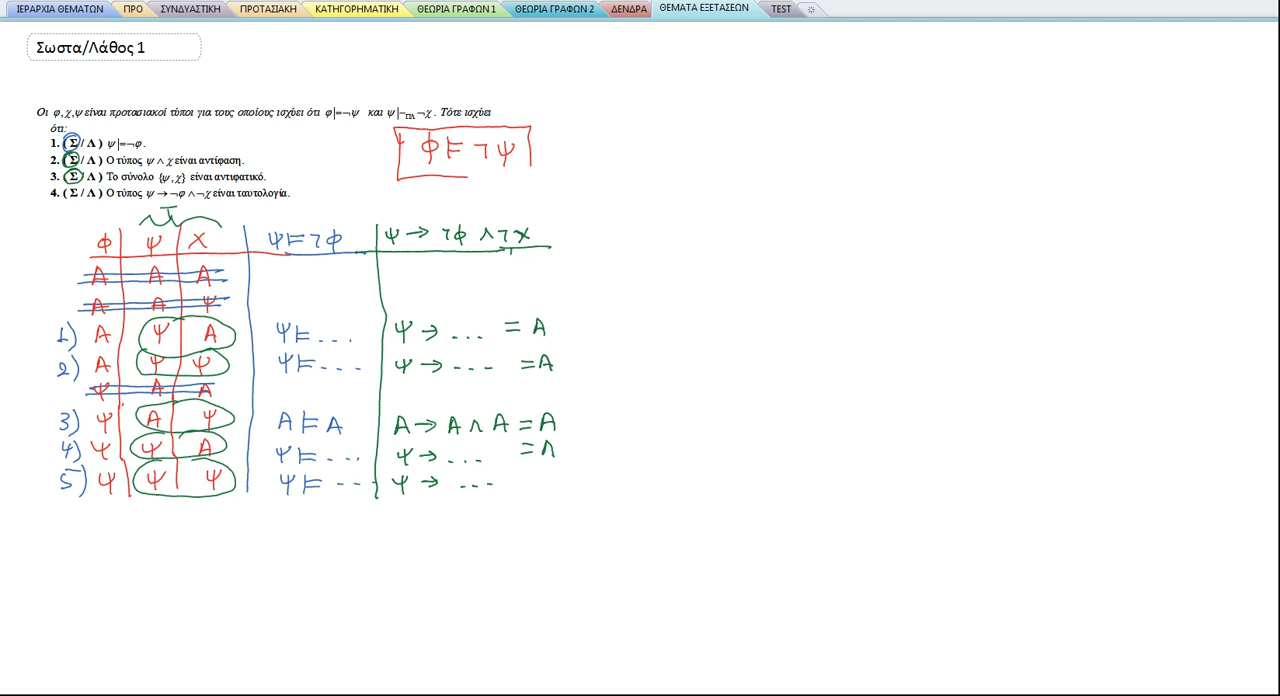 ΙΕΡΑΡΧΙΑ ΘΕΜΑΤΩΝ ΠΡΟ ΣΥΝΔΥΑΣΤΙΚΗ ΠΡΟΤΑΣΙΑΚΗ ΚΑΤΗΓΟΡΗΜΑΤΙΚΗ ΘΕΩΡΙΑ ΓΡΑΦΩΝ 1 ΘΕΩΡΙΑ ΓΡΑΦΩΝ 2 ΔΕΝΔΡΑ ΘΕΜΑΤΑ ΕΞΕΤΑΣΕΩΝ TEST
Σωστα/Λάθος 1
Οι φ,χ,ψ είναι προτασιακοί τύποι για τους οποίους ισχύει ότι φ|=¬ψ και ψ|−ΠΛ ¬χ. Τότε ισχύει
ότι:
1. (Σ/ Λ) ψ|=¬φ.
2. (Σ/ Λ) Ο τύπος ψ ∧ χ είναι αντίφαση.
3. (Σ/ Λ) Το σύνολο {ψ,χ} είναι αντιφατικό.
4. (Σ / Λ) Ο τύπος ψ → ¬φ ∧ ¬χ είναι ταυτολογία.
φ ⊨ ¬ψ
φ ψ χ ψ ⊨ ¬φ ψ → ¬φ ∧ ¬χ
Α Α Α
Α Α Ψ
1) Α Ψ Α Ψ ⊨ ... Ψ → ... = Α
2) Α Ψ Ψ Ψ ⊨ ... Ψ → ... = Α
Ψ Α Α
3) Ψ Α Ψ Α ⊨ Α Α → Α ∧ Α = Α
4) Ψ Ψ Α Ψ ⊨ ... Ψ → ... = Λ
5) Ψ Ψ Ψ Ψ ⊨ ... Ψ → ...